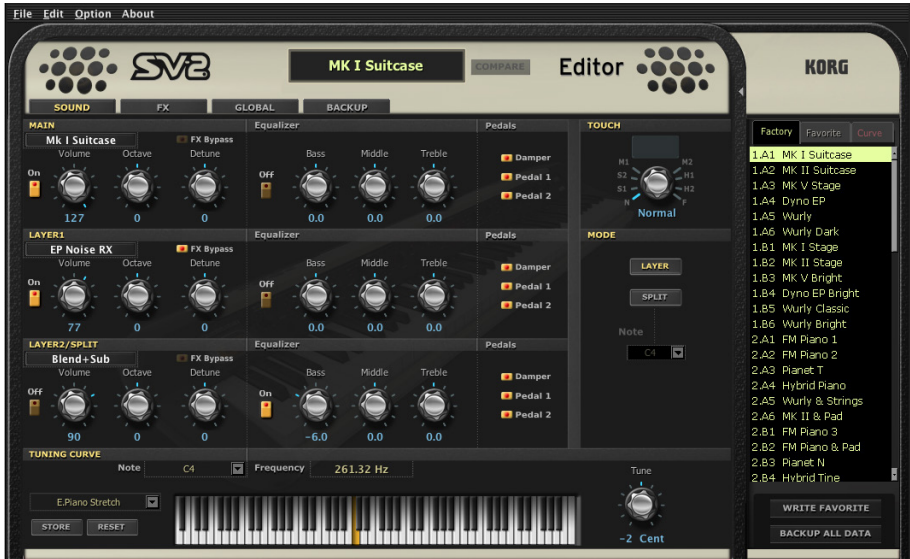 File Edit Option About
SV2
MK I Suitcase
COMPARE
Editor
KORG
SOUND FX GLOBAL BACKUP
MAIN Equalizer Pedals TOUCH
Mk I Suitcase FX Bypass
Volume Octave Detune Bass Middle Treble
On Off
Damper
Pedal 1
Pedal 2
127 0 0 0.0 0.0 0.0
M1 M2
S2 H1
S1 H2
N F
Normal
LAYER1 Equalizer Pedals MODE
EP Noise RX FX Bypass
Volume Octave Detune Bass Middle Treble
On Off
Damper
Pedal 1
Pedal 2
77 0 0 0.0 0.0 0.0
LAYER
SPLIT
Note
C4
LAYER2/SPLIT Equalizer Pedals
Blend+Sub FX Bypass
Volume Octave Detune Bass Middle Treble
Off On
Damper
Pedal 1
Pedal 2
90 0 0 -6.0 0.0 0.0
TUNING CURVE
Note C4 Frequency 261.32 Hz
E.Piano Stretch
STORE RESET
Tune
-2 Cent
Factory Favorite Curve
1.A1 MK I Suitcase
1.A2 MK II Suitcase
1.A3 MK V Stage
1.A4 Dyno EP
1.A5 Wurly
1.A6 Wurly Dark
1.B1 MK I Stage
1.B2 MK II Stage
1.B3 MK V Bright
1.B4 Dyno EP Bright
1.B5 Wurly Classic
1.B6 Wurly Bright
2.A1 FM Piano 1
2.A2 FM Piano 2
2.A3 Pianet T
2.A4 Hybrid Piano
2.A5 Wurly & Strings
2.A6 MK II & Pad
2.B1 FM Piano 3
2.B2 FM Piano & Pad
2.B3 Pianet N
2.B4 Hybrid Tine
WRITE FAVORITE
BACKUP ALL DATA